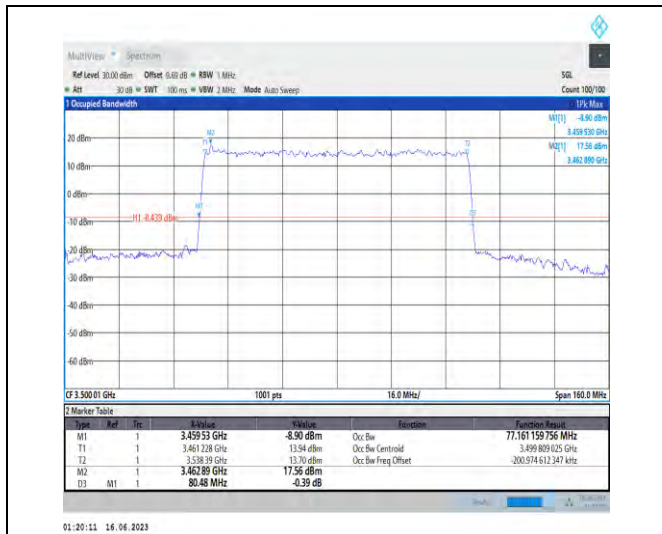 MultiView Spectrum
Ref Level 30.00 dBm Offset 9.69 dB RBW 1 MHz SGL
Att 30 dB SWT 100 ms VBW 2 MHz Mode Auto Sweep Count 100/100
1 Occupied Bandwidth 1Pk Max
M1[1] -8.90 dBm
3.459 530 GHz
M2[1] 17.56 dBm
3.462 890 GHz
M2
20 dBm
T1 T2
10 dBm
0 dBm
M1 D3
-10 dBm H1 -8.439 dBm
-20 dBm
-30 dBm
-40 dBm
-50 dBm
-60 dBm
CF 3.500 01 GHz 1001 pts 16.0 MHz/ Span 160.0 MHz
2 Marker Table
Type Ref Trc X-Value Y-Value Function Function Result
M1 1 3.459 53 GHz -8.90 dBm Occ Bw 77.161 159 756 MHz
T1 1 3.461 228 GHz 13.94 dBm Occ Bw Centroid 3.499 809 025 GHz
T2 1 3.538 39 GHz 13.70 dBm Occ Bw Freq Offset -200.974 612 347 kHz
M2 1 3.462 89 GHz 17.56 dBm
D3 M1 1 80.48 MHz -0.39 dB
01:20:11 16.06.2023